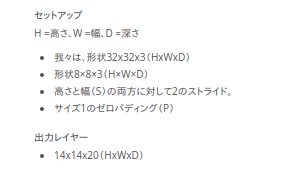 セットアップ
H =高さ、W =幅、D =深さ
• 我々は、形状32x32x3（HxWxD）
• 形状8×8×3（H×W×D）
• 高さと幅（S）の両方に対して2のストライド。
• サイズ1のゼロパディング（P）
出力レイヤー
• 14x14x20（HxWxD）